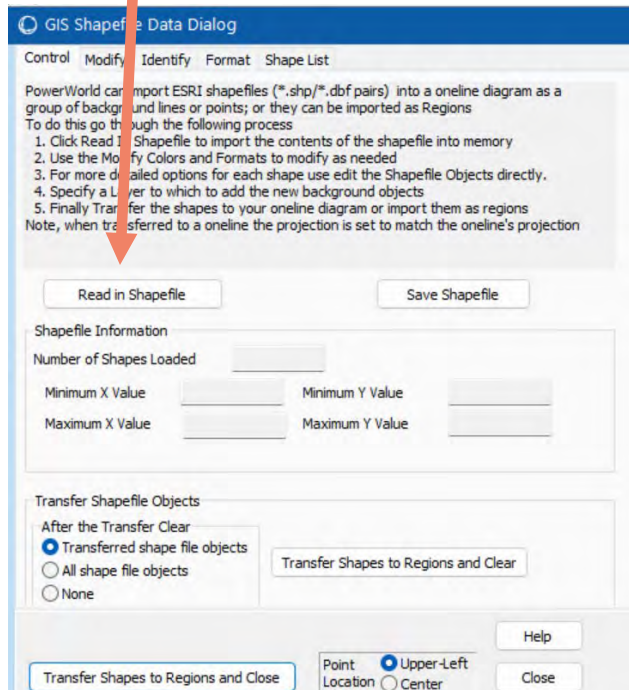 GIS Shapefile Data Dialog
Control Modify Identify Format Shape List
PowerWorld can import ESRI shapefiles (*.shp/*.dbf pairs) into a oneline diagram as a
group of background lines or points; or they can be imported as Regions
To do this go through the following process
1. Click Read In Shapefile to import the contents of the shapefile into memory
2. Use the Modify Colors and Formats to modify as needed
3. For more detailed options for each shape use edit the Shapefile Objects directly.
4. Specify a Layer to which to add the new background objects
5. Finally Transfer the shapes to your oneline diagram or import them as regions
Note, when transferred to a oneline the projection is set to match the oneline's projection
Read in Shapefile Save Shapefile
Shapefile Information
Number of Shapes Loaded
Minimum X Value Minimum Y Value
Maximum X Value Maximum Y Value
Transfer Shapefile Objects
After the Transfer Clear
Transferred shape file objects
All shape file objects
None
Transfer Shapes to Regions and Clear
Help
Transfer Shapes to Regions and Close
Point Location
Upper-Left
Center
Close